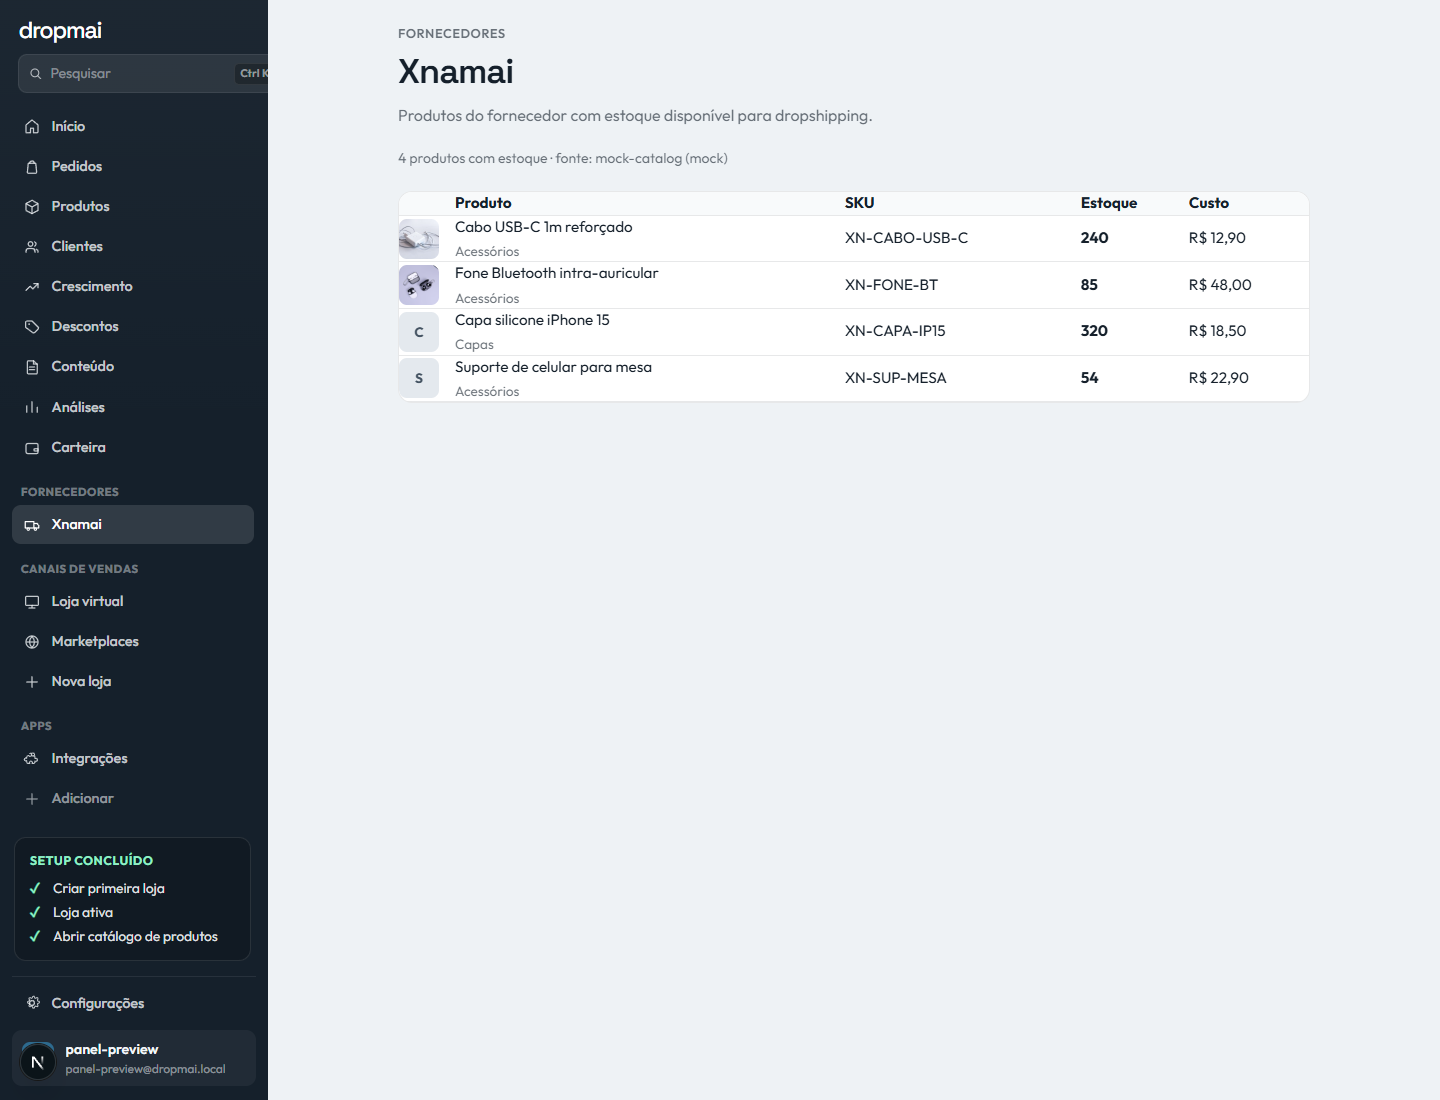 dropmai
Pesquisar Ctrl K
Início
Pedidos
Produtos
Clientes
Crescimento
Descontos
Conteúdo
Análises
Carteira
FORNECEDORES
Xnamai
CANAIS DE VENDAS
Loja virtual
Marketplaces
Nova loja
APPS
Integrações
Adicionar
SETUP CONCLUÍDO
✓ Criar primeira loja
✓ Loja ativa
✓ Abrir catálogo de produtos
Configurações
N
panel-preview
panel-preview@dropmai.local
FORNECEDORES
Xnamai
Produtos do fornecedor com estoque disponível para dropshipping.
4 produtos com estoque · fonte: mock-catalog (mock)
Produto SKU Estoque Custo
Cabo USB-C 1m reforçado
Acessórios
XN-CABO-USB-C 240 R$ 12,90
Fone Bluetooth intra-auricular
Acessórios
XN-FONE-BT 85 R$ 48,00
C
Capa silicone iPhone 15
Capas
XN-CAPA-IP15 320 R$ 18,50
S
Suporte de celular para mesa
Acessórios
XN-SUP-MESA 54 R$ 22,90